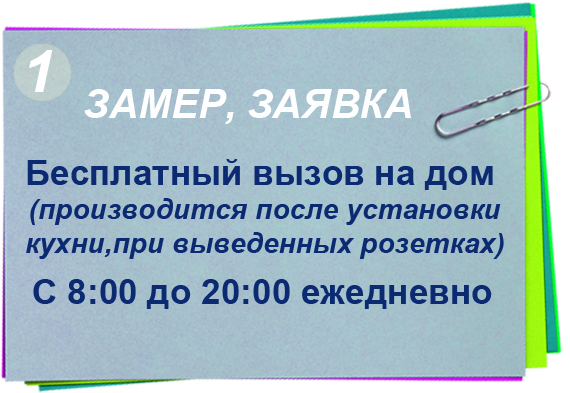 1
ЗАМЕР, ЗАЯВКА
Бесплатный вызов на дом
(производится после установки
кухни,при выведенных розетках)
С 8:00 до 20:00 ежедневно